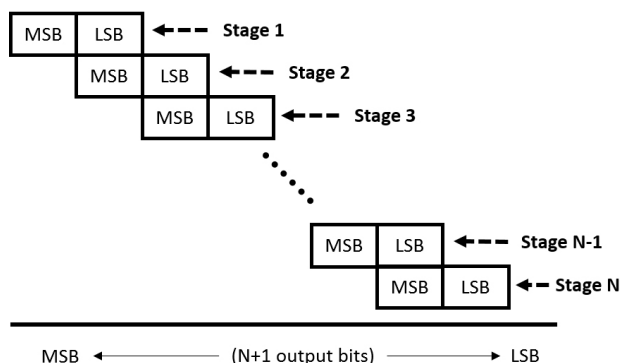 MSB LSB Stage 1
MSB LSB Stage 2
MSB LSB Stage 3
MSB LSB Stage N-1
MSB LSB Stage N
MSB (N+1 output bits) LSB